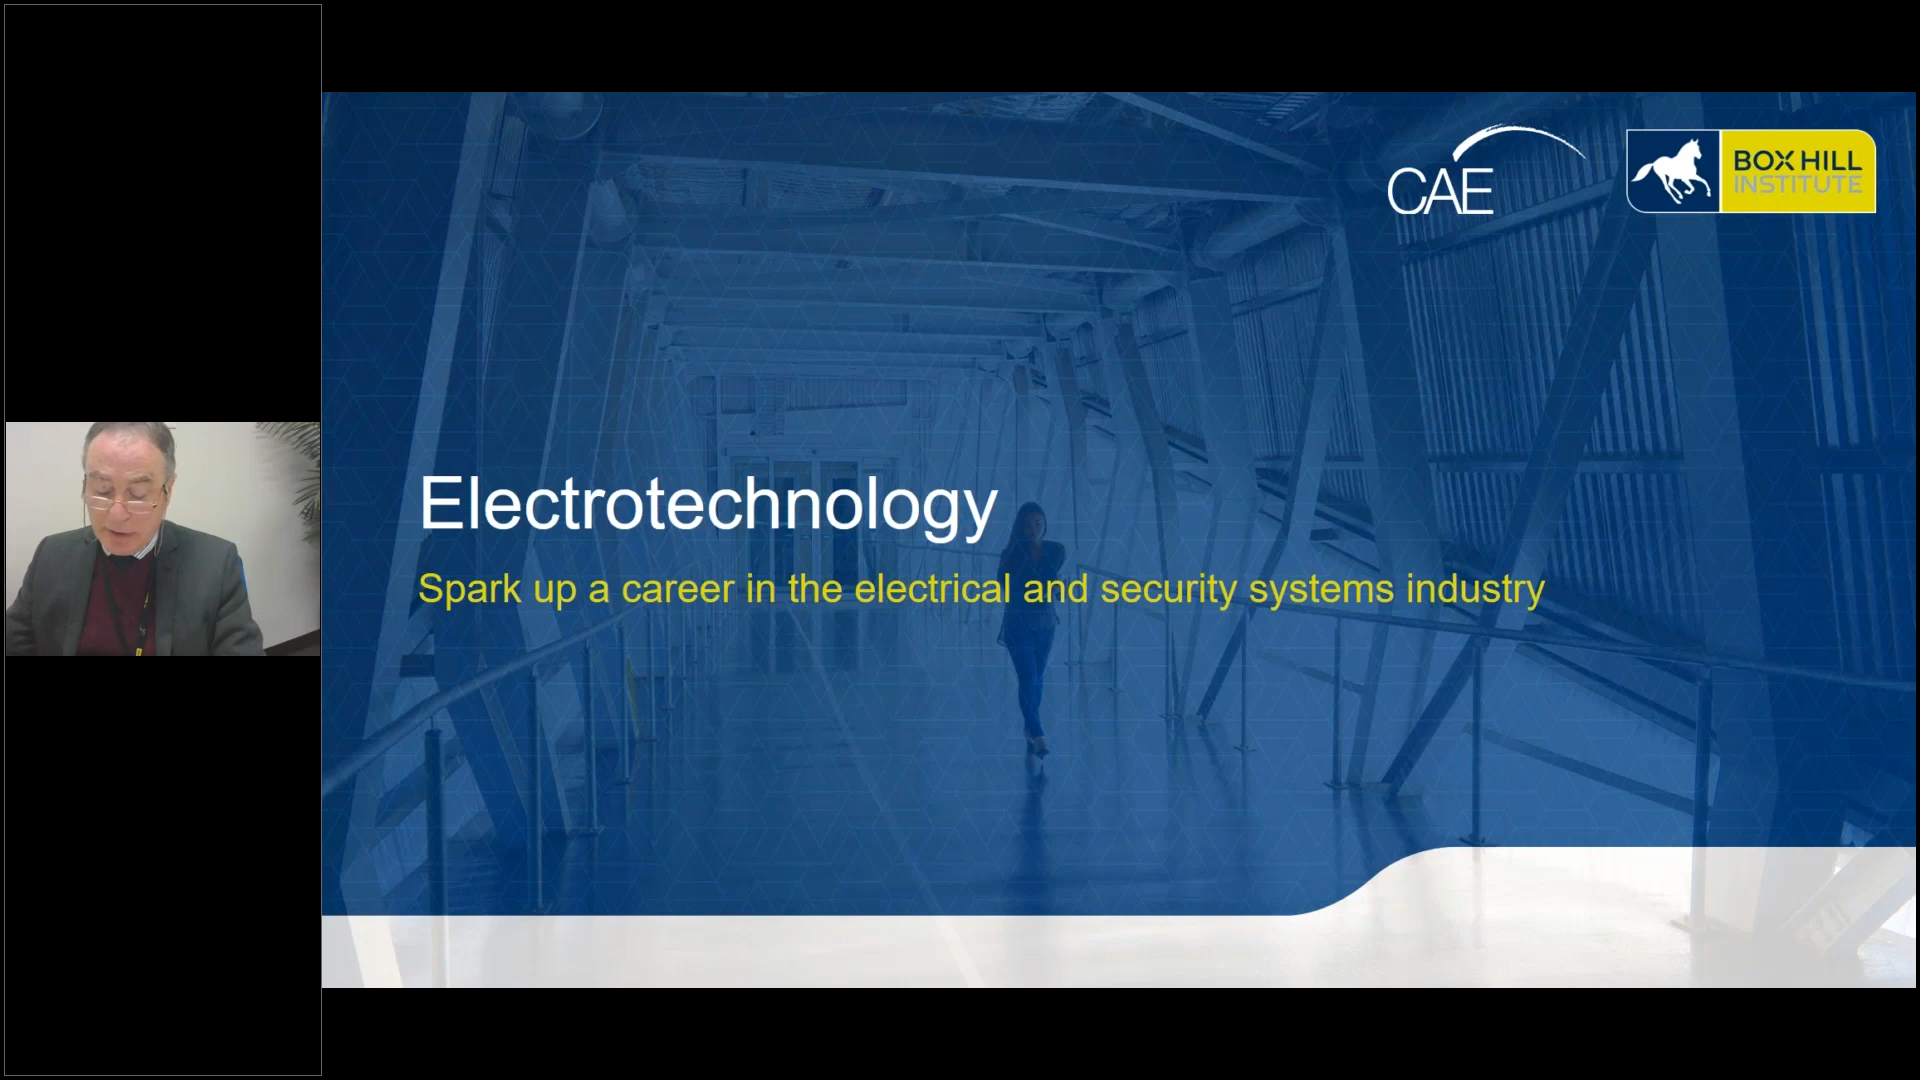 CAE
BOX HILL
INSTITUTE
Electrotechnology
Spark up a career in the electrical and security systems industry